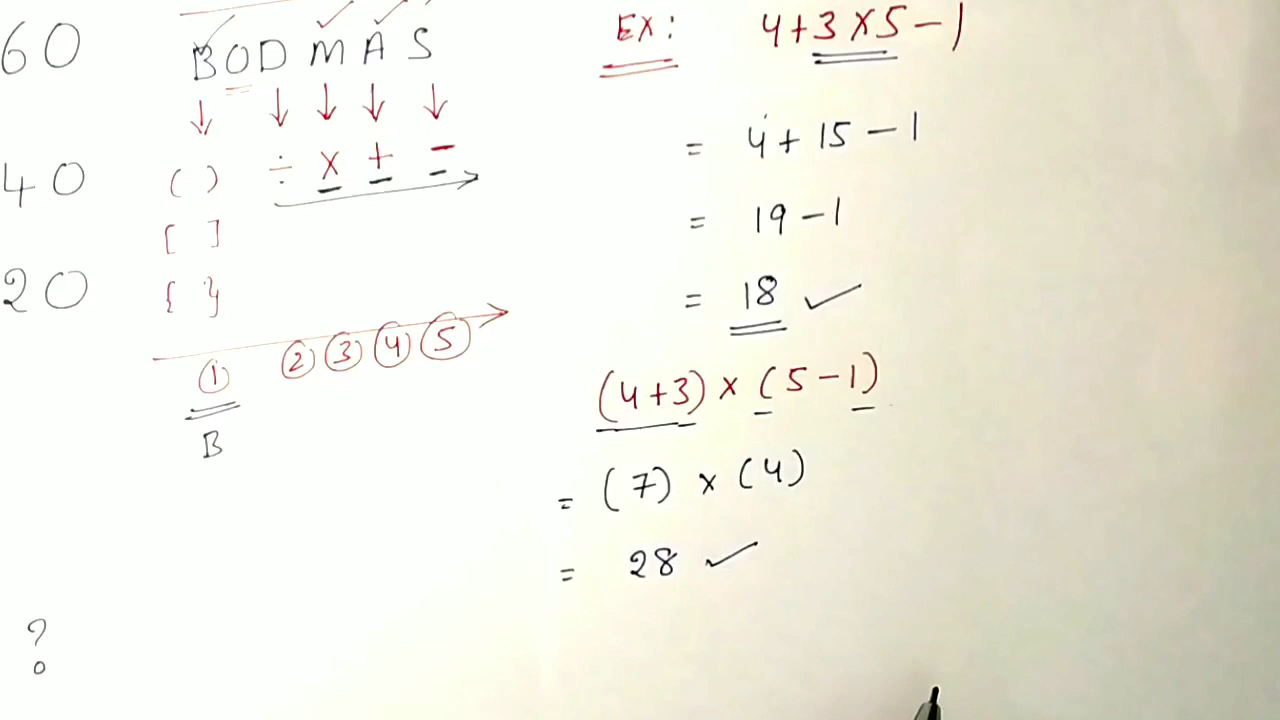 60
40
20
?
BODMAS
↓ ↓ ↓ ↓ ↓
( ) ÷ × + -
[ ]
{ }
① ② ③ ④ ⑤
B
EX: 4+3×5-1
= 4+15-1
= 19-1
= 18 ✓
(4+3)×(5-1)
= (7)×(4)
= 28 ✓